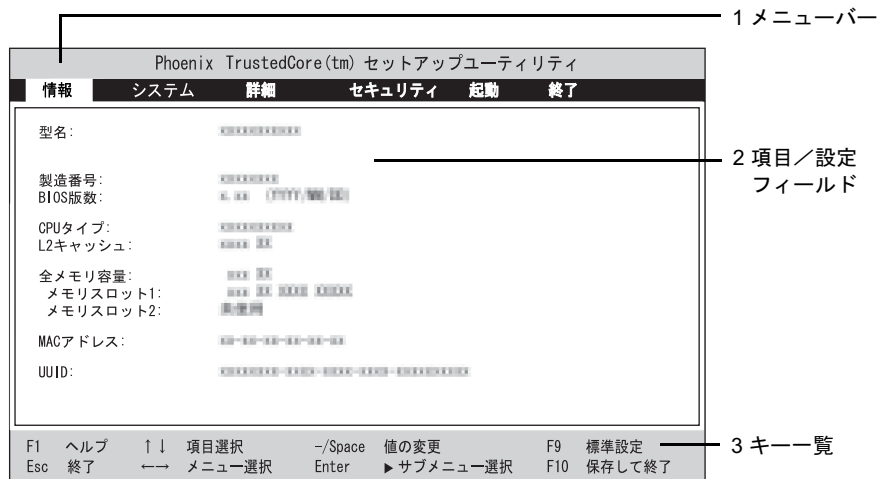 1 メニューバー
Phoenix TrustedCore(tm) セットアップユーティリティ
情報 システム 詳細 セキュリティ 起動 終了
型名:
2 項目／設定
フィールド
製造番号:
BIOS版数:
CPUタイプ:
L2キャッシュ:
全メモリ容量:
メモリスロット1:
メモリスロット2:
MACアドレス:
UUID:
F1 ヘルプ ↑↓ 項目選択 -/Space 値の変更 F9 標準設定
Esc 終了 ←→ メニュー選択 Enter ▶サブメニュー選択 F10 保存して終了
3 キー一覧